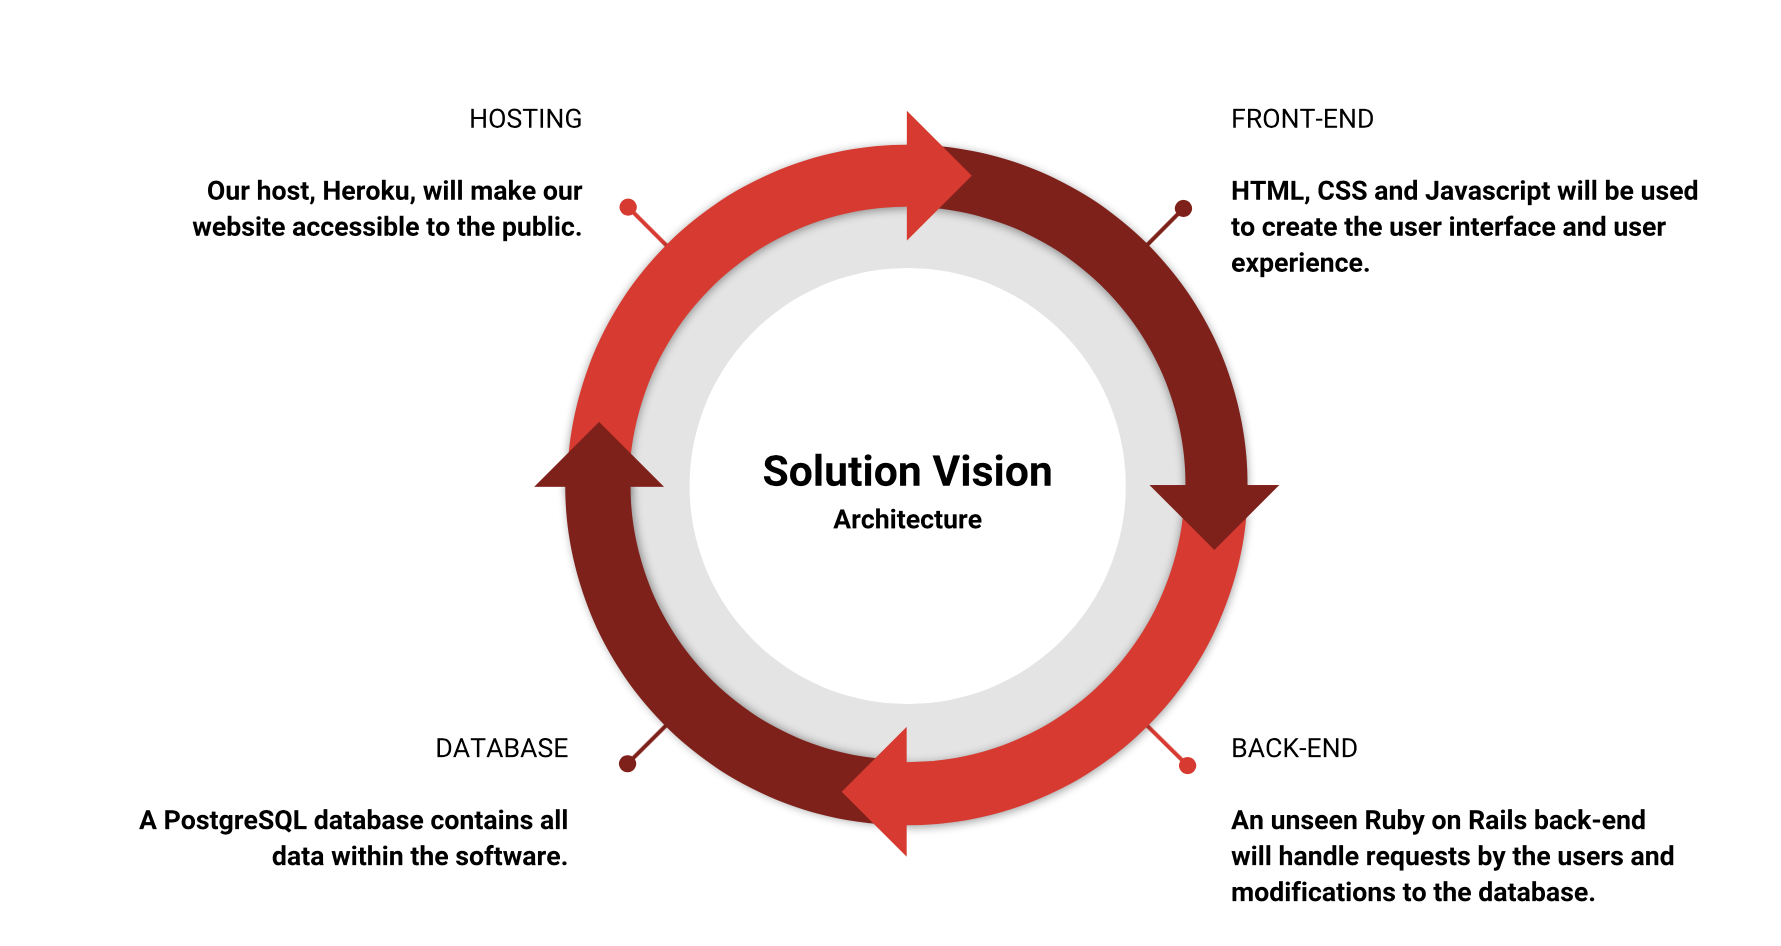 HOSTING
Our host, Heroku, will make our
website accessible to the public.
FRONT-END
HTML, CSS and Javascript will be used
to create the user interface and user
experience.
Solution Vision
Architecture
DATABASE
A PostgreSQL database contains all
data within the software.
BACK-END
An unseen Ruby on Rails back-end
will handle requests by the users and
modifications to the database.